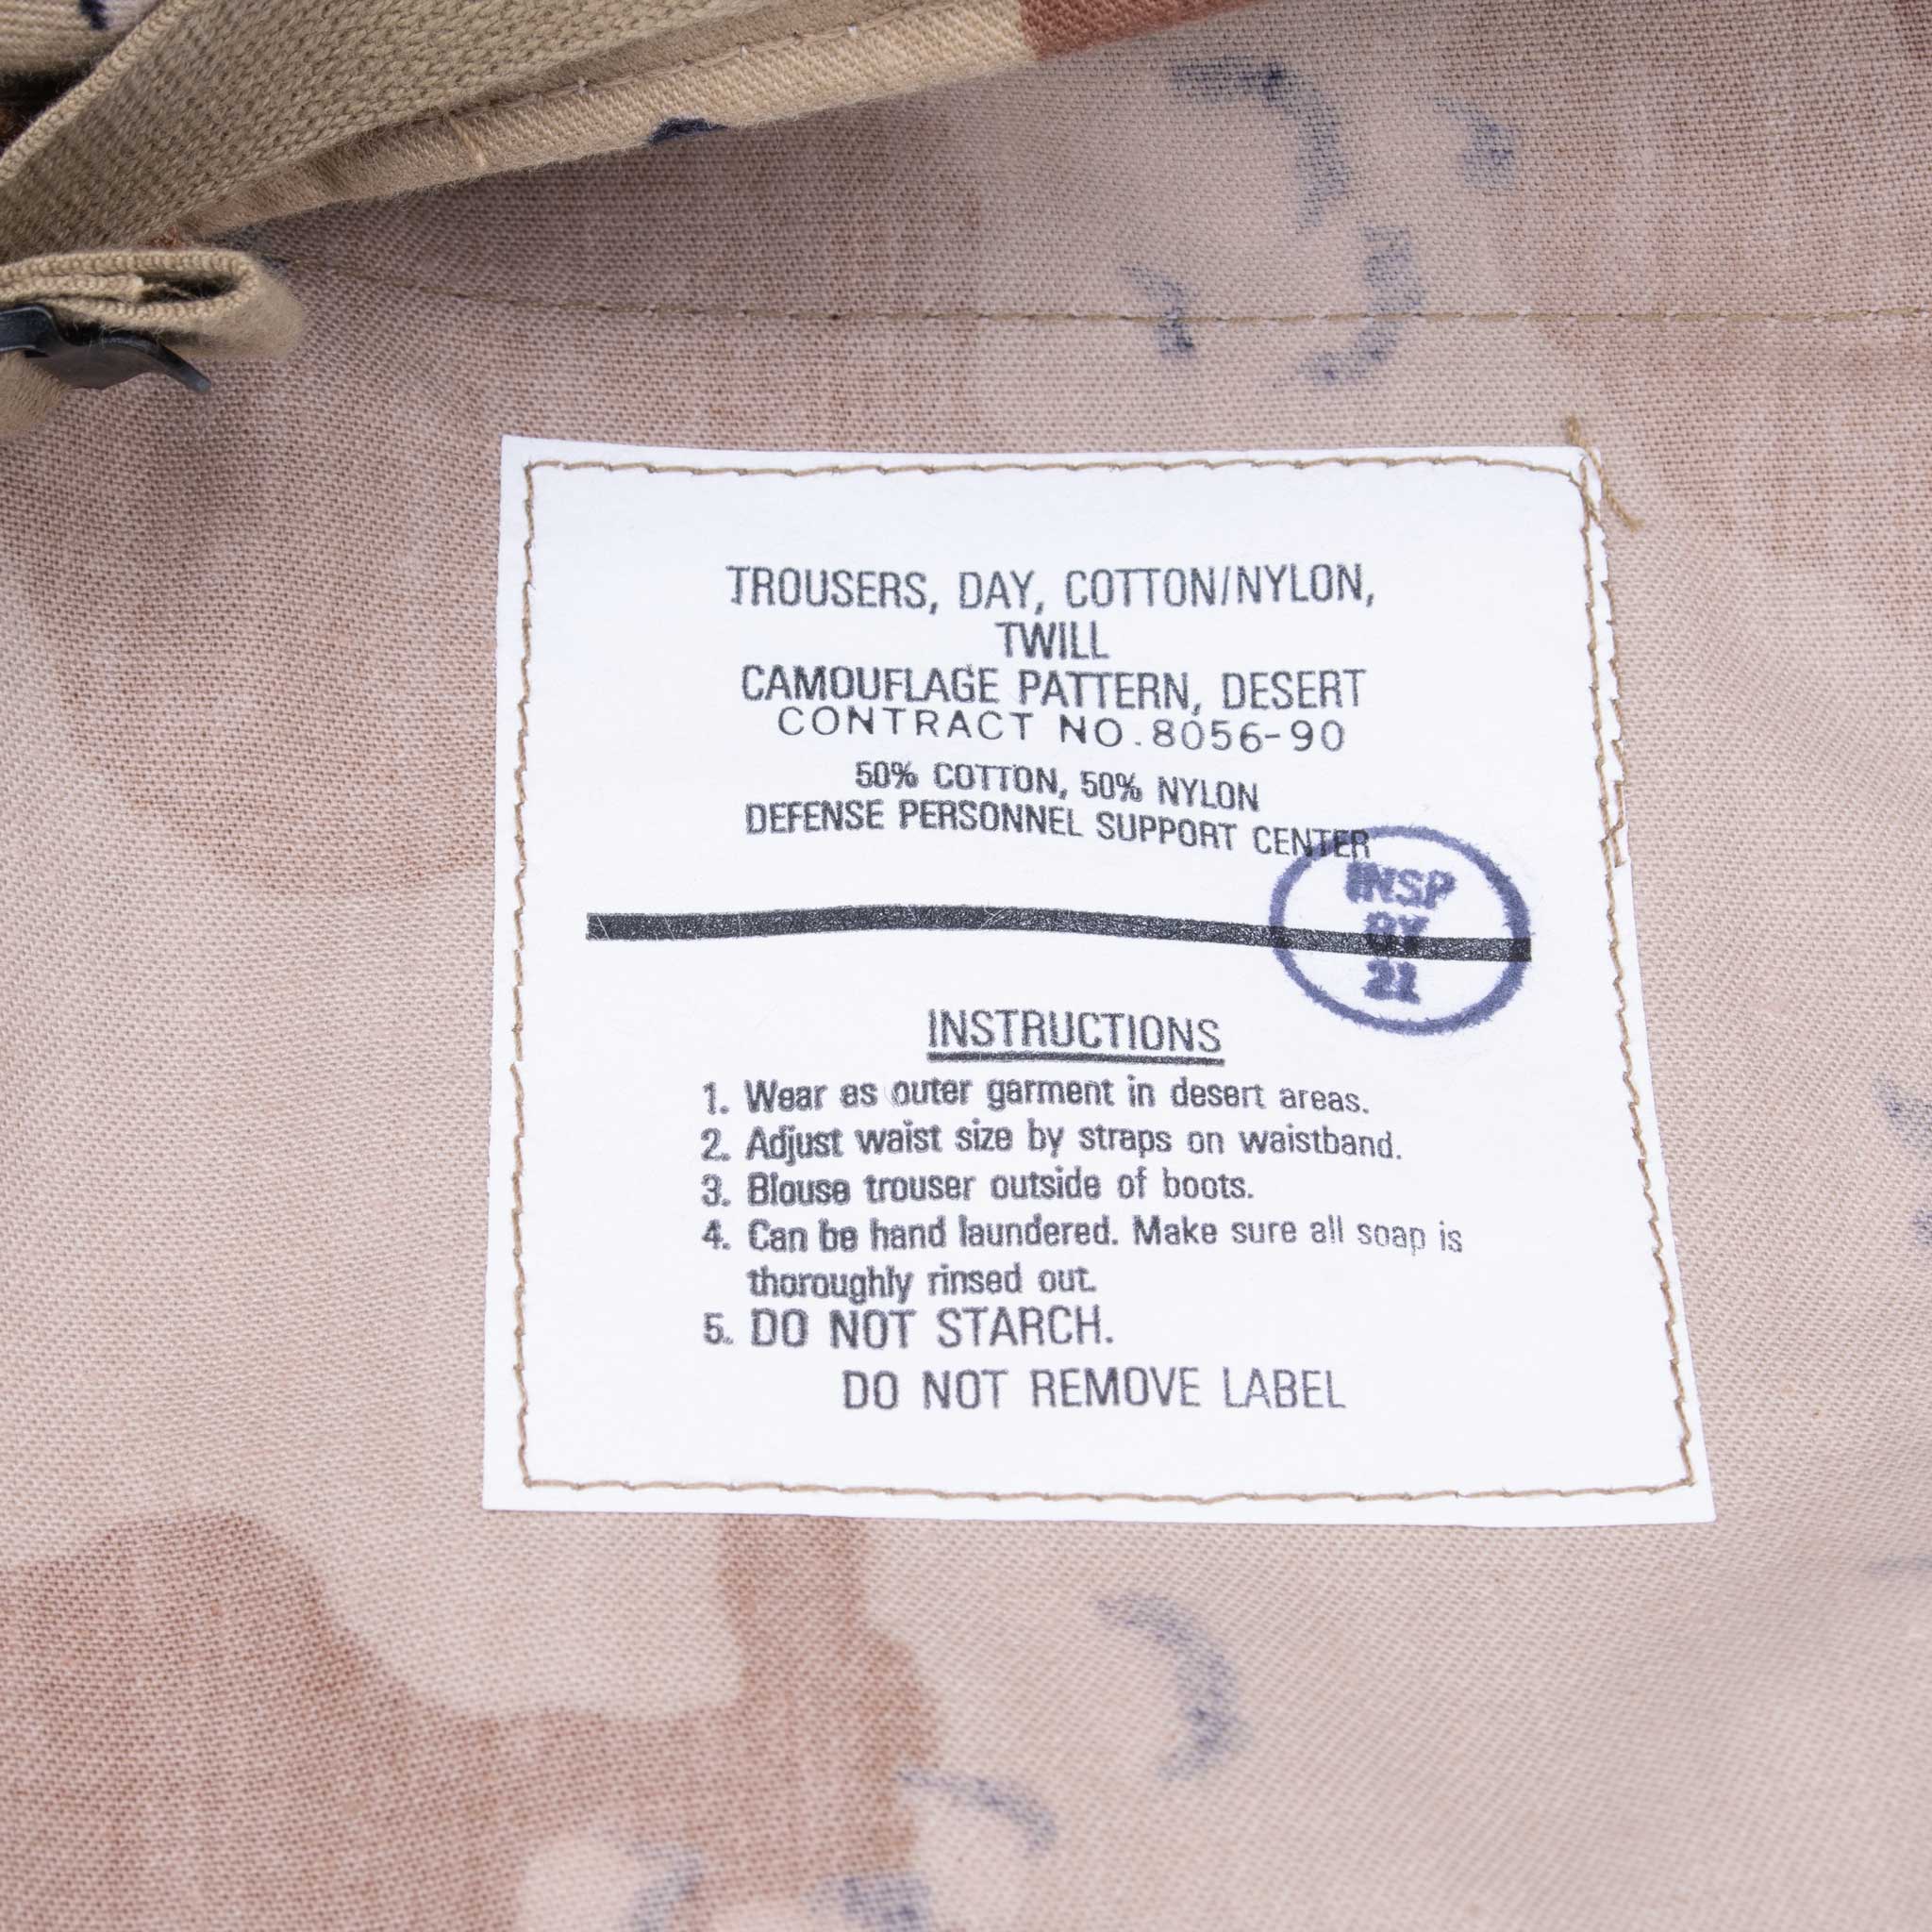 TROUSERS, DAY, COTTON/NYLON,
TWILL
CAMOUFLAGE PATTERN, DESERT
CONTRACT NO.8056-90
50% COTTON, 50% NYLON
DEFENSE PERSONNEL SUPPORT CENTER
INSP
BY
21
INSTRUCTIONS
1. Wear as outer garment in desert areas.
2. Adjust waist size by straps on waistband.
3. Blouse trouser outside of boots.
4. Can be hand laundered. Make sure all soap is
thoroughly rinsed out.
5. DO NOT STARCH.
DO NOT REMOVE LABEL